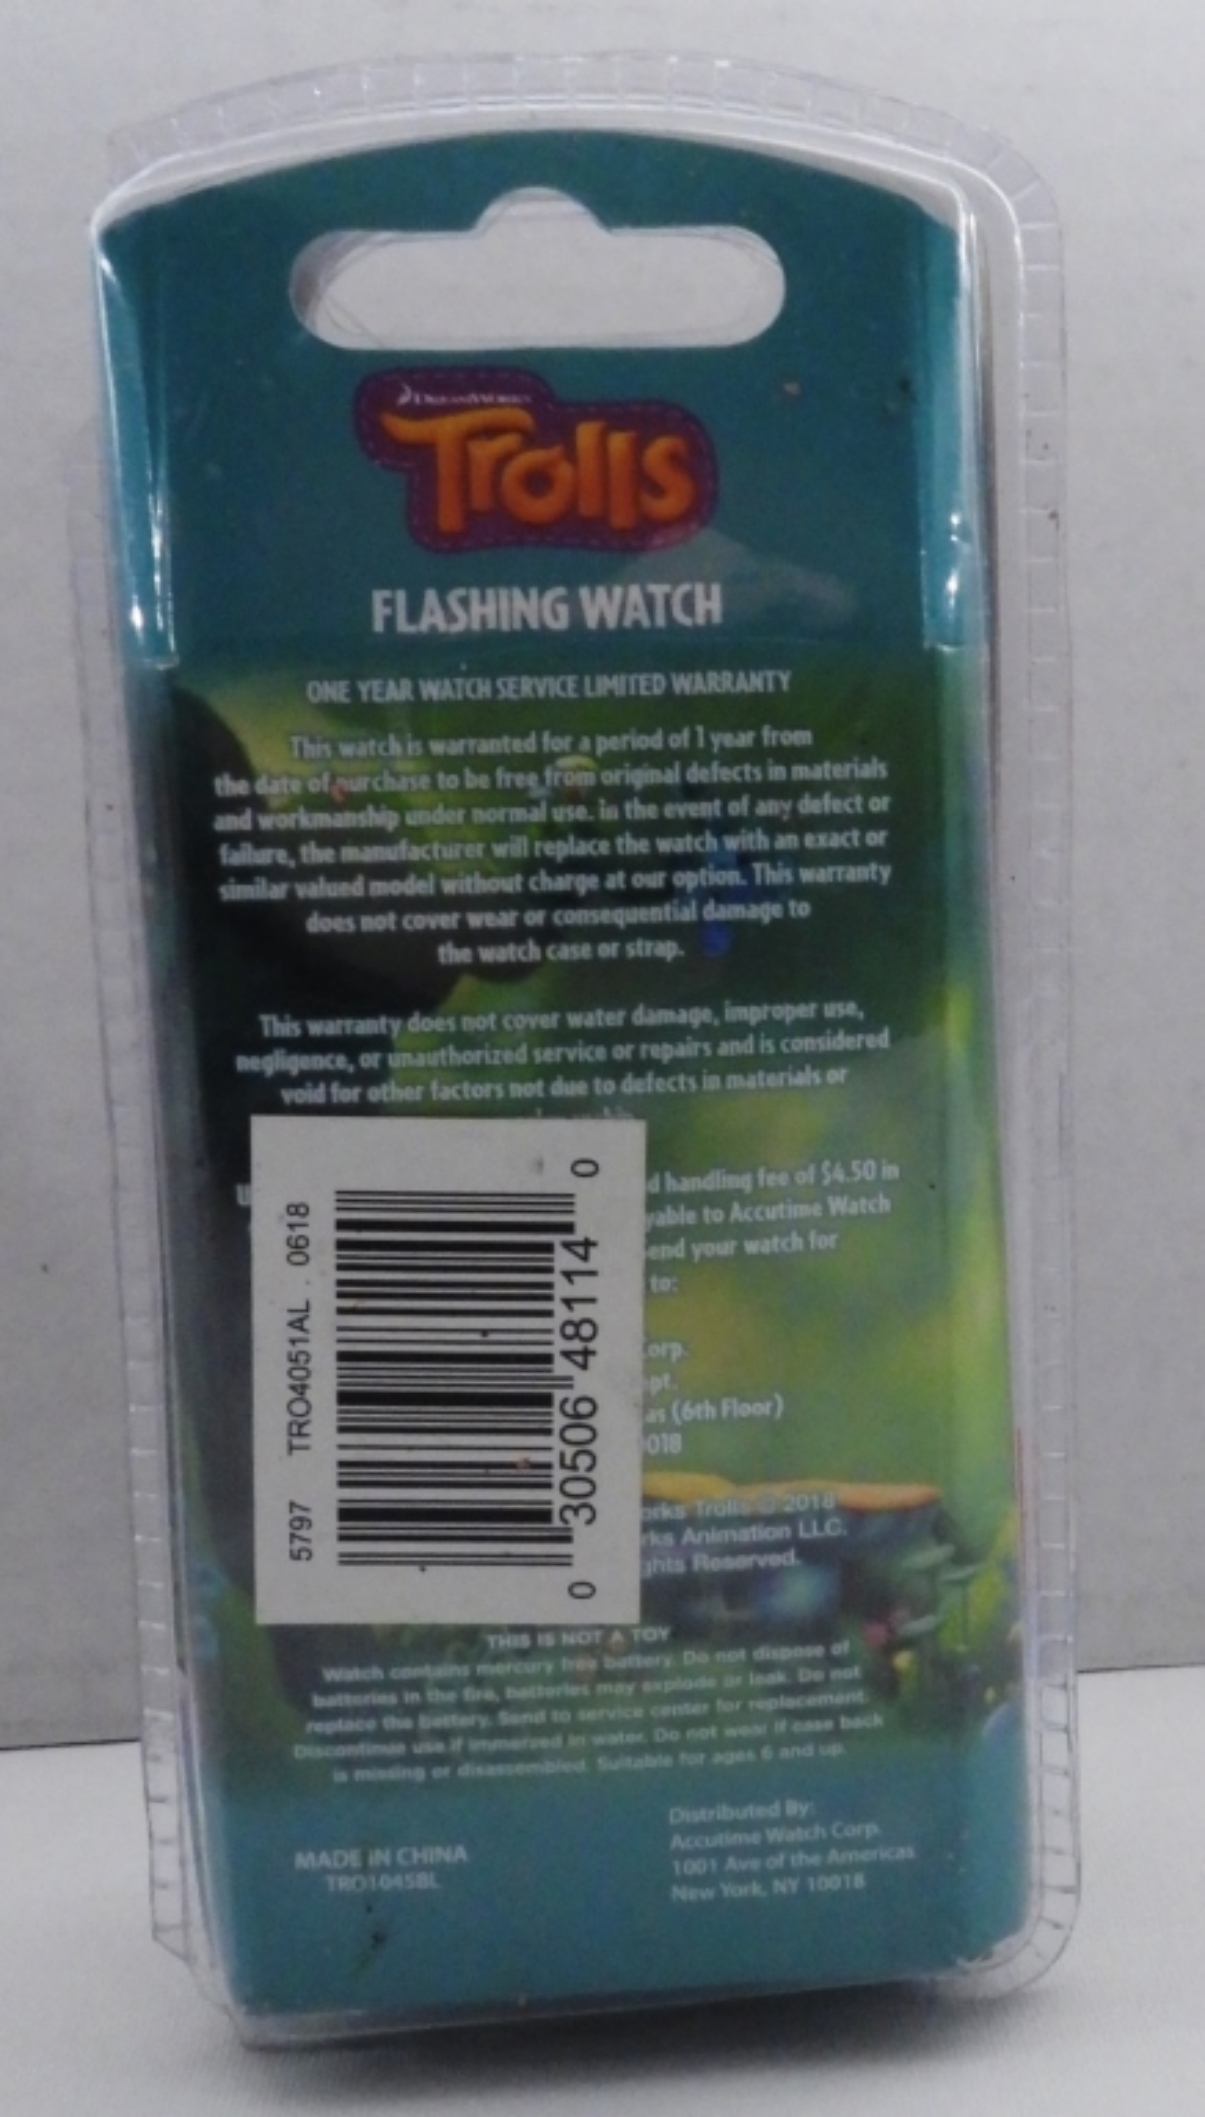 DREAMWORKS
Trolls
FLASHING WATCH
ONE YEAR WATCH SERVICE LIMITED WARRANTY
This watch is warranted for a period of 1 year from
the date of purchase to be free from original defects in materials
and workmanship under normal use. In the event of any defect or
failure, the manufacturer will replace the watch with an exact or
similar valued model without charge at our option. This warranty
does not cover wear or consequential damage to
the watch case or strap.
This warranty does not cover water damage, improper use,
negligence, or unauthorized service or repairs and is considered
void for other factors not due to defects in materials or
U
d handling fee of $4.50 in
yable to Accutime Watch
end your watch for
to:
orp.
pt.
as (6th Floor)
018
orks Trolls © 2018
rks Animation LLC.
ghts Reserved.
5797 TRO4051AL . 0618
0 30506 48114 0
0
THIS IS NOT A TOY
Watch contains mercury free battery. Do not dispose of
batteries in the fire, batteries may explode or leak. Do not
replace the battery. Send to service center for replacement.
Discontinue use if immersed in water. Do not wear if case back
is missing or disassembled. Suitable for ages 6 and up.
MADE IN CHINA
TRO1045BL
Distributed By:
Accutime Watch Corp.
1001 Ave of the Americas
New York, NY 10018